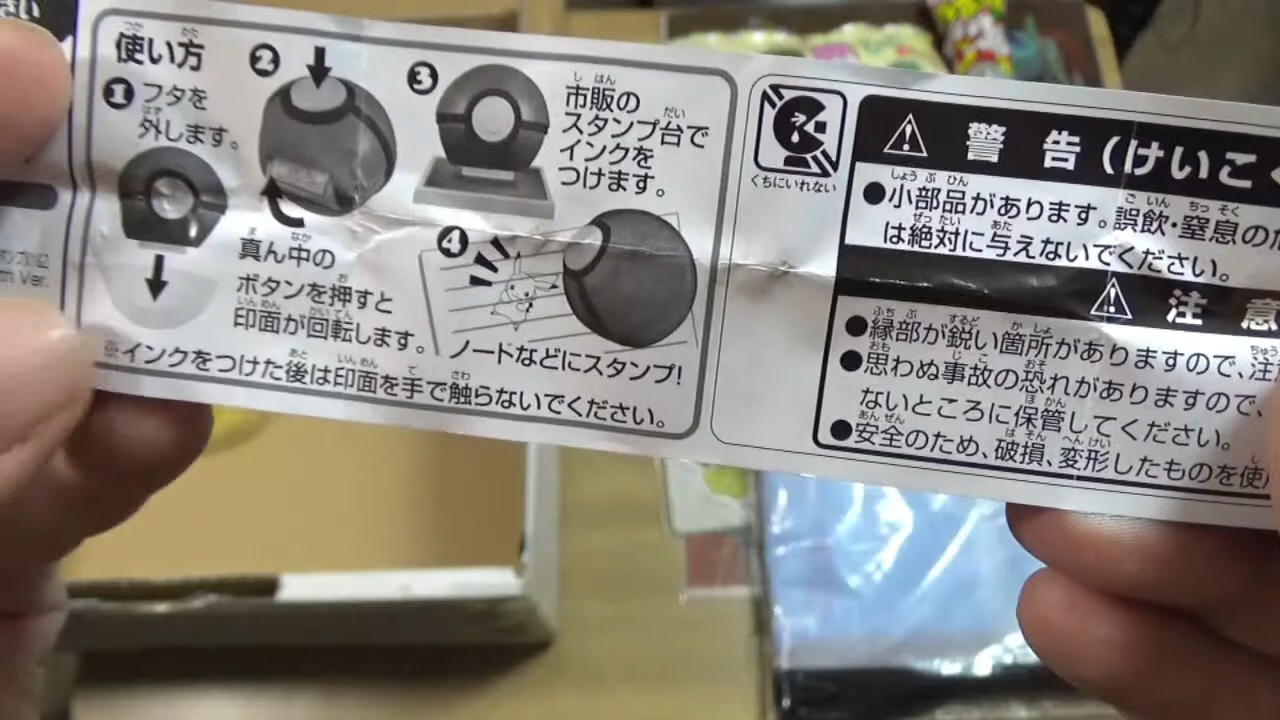 さい
Ver.
使い方
❶フタを
外します。
❷
真ん中の
ボタンを押すと
印面が回転します。
❸
市販の
スタンプ台で
インクを
つけます。
❹
ノードなどにスタンプ!
※インクをつけた後は印面を手で触らないでください。
くちにいれない
⚠ 警告(けいこく
●小部品があります。誤飲・窒息の
は絶対に与えないでください。
⚠ 注意
●縁部が鋭い箇所がありますので、注
●思わぬ事故の恐れがありますので、
ないところに保管してください。
●安全のため、破損、変形したものを使